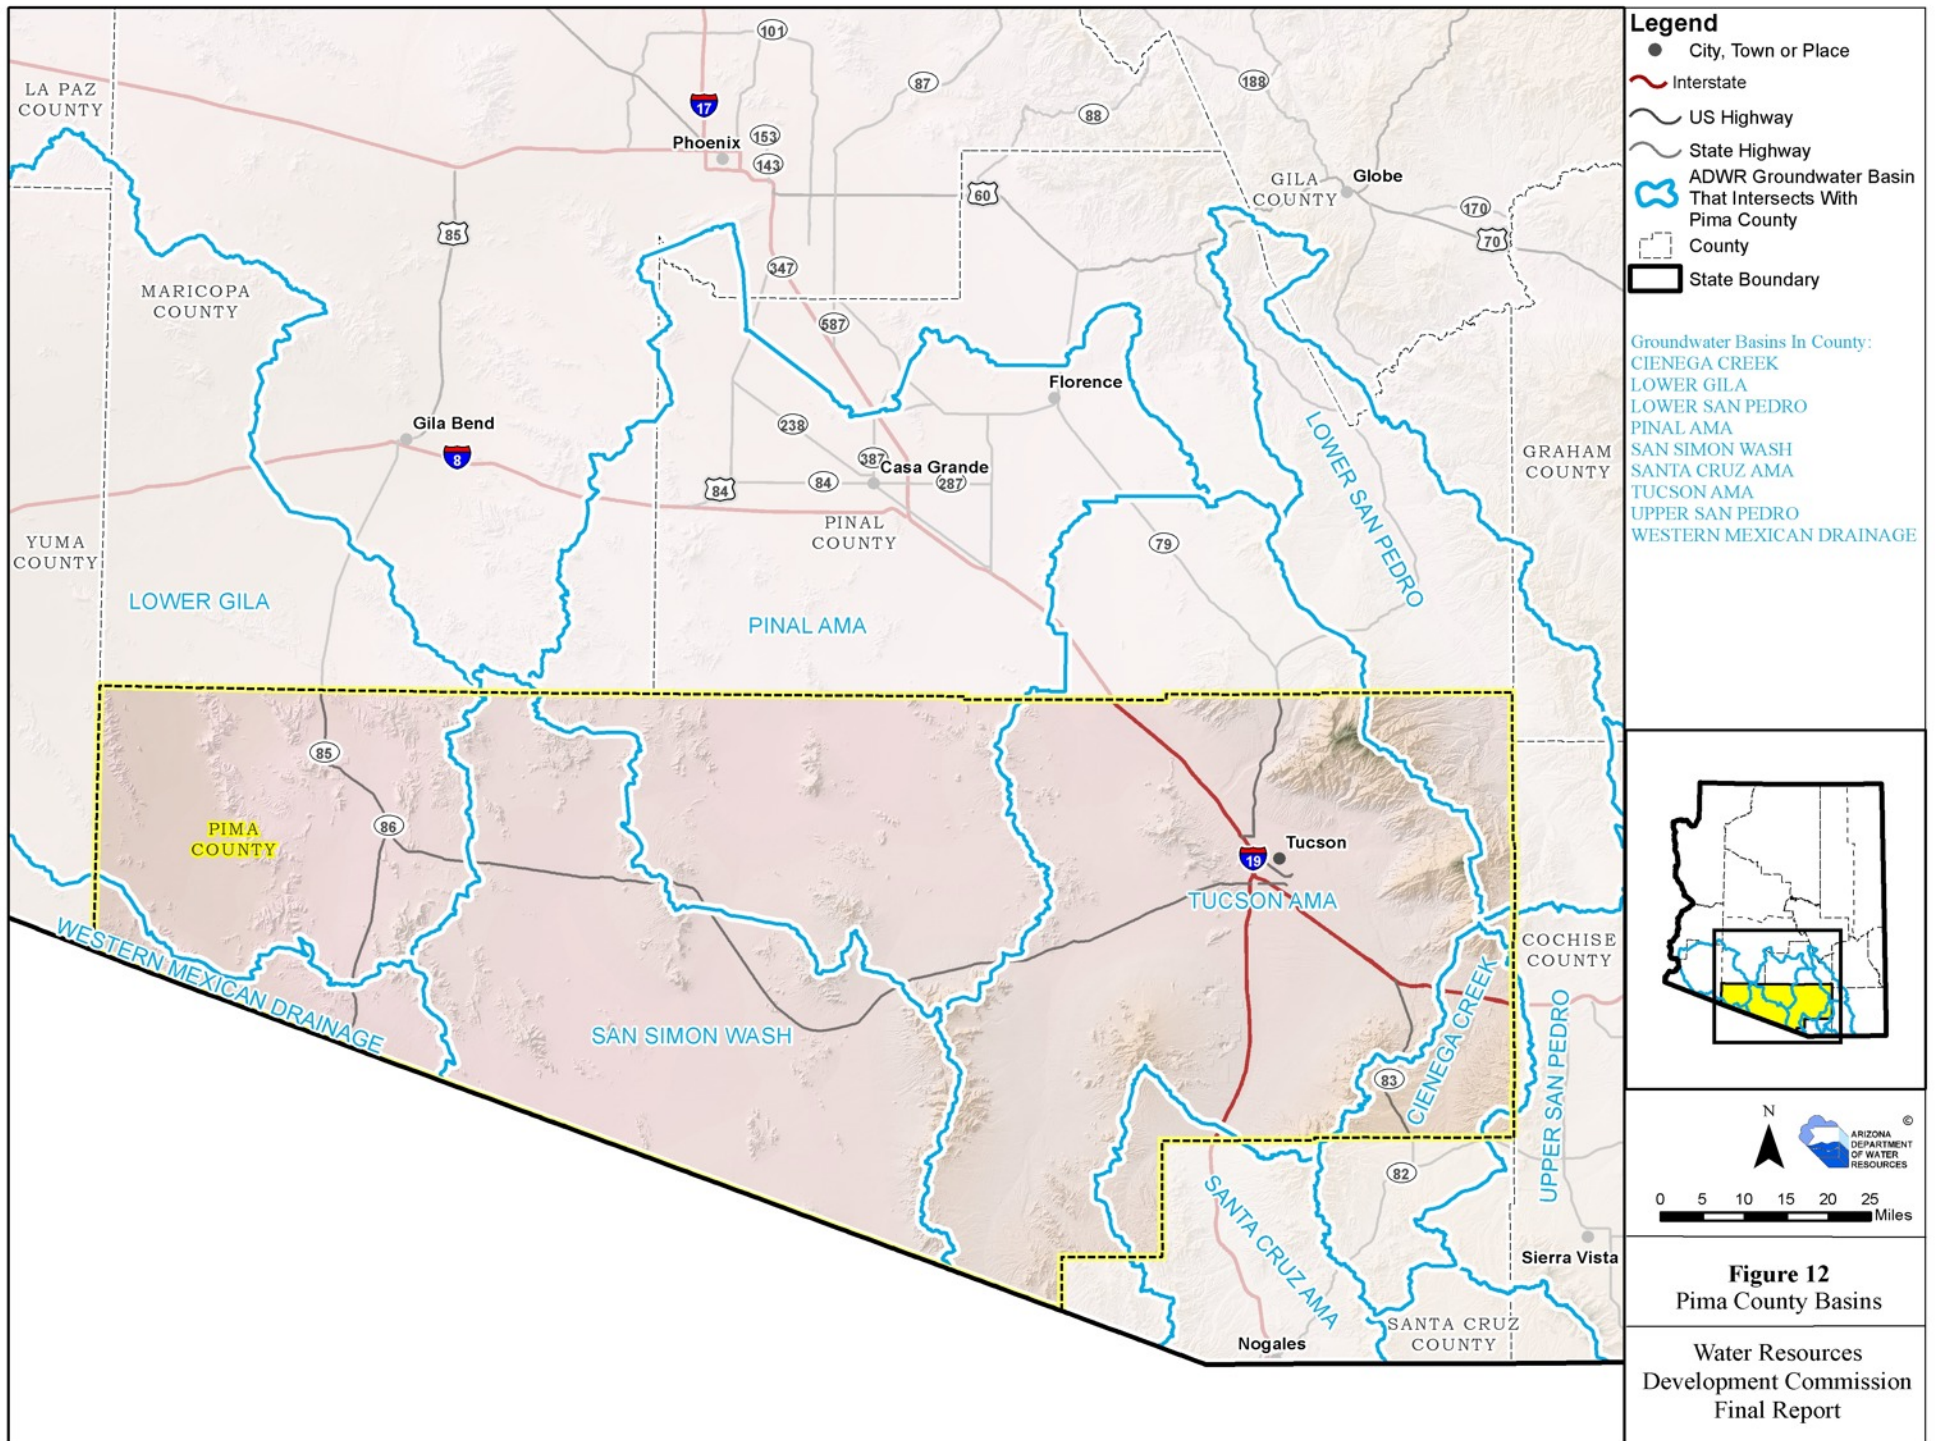 101
87
188
88
LA PAZ
COUNTY
17
Phoenix
153
143
60
GILA
COUNTY
Globe
170
70
85
347
MARICOPA
COUNTY
587
Florence
Gila Bend
8
238
387
Casa Grande
84
84
287
LOWER SAN PEDRO
GRAHAM
COUNTY
PINAL
COUNTY
79
YUMA
COUNTY
LOWER GILA
PINAL AMA
85
86
PIMA
COUNTY
19
Tucson
TUCSON AMA
WESTERN MEXICAN DRAINAGE
SAN SIMON WASH
CIENEGA CREEK
COCHISE
COUNTY
UPPER SAN PEDRO
83
82
SANTA CRUZ AMA
Sierra Vista
Nogales
SANTA CRUZ
COUNTY
Legend
City, Town or Place
Interstate
US Highway
State Highway
ADWR Groundwater Basin
That Intersects With
Pima County
County
State Boundary
Groundwater Basins In County:
CIENEGA CREEK
LOWER GILA
LOWER SAN PEDRO
PINAL AMA
SAN SIMON WASH
SANTA CRUZ AMA
TUCSON AMA
UPPER SAN PEDRO
WESTERN MEXICAN DRAINAGE
N
©
ARIZONA
DEPARTMENT
OF WATER
RESOURCES
0 5 10 15 20 25
Miles
Figure 12
Pima County Basins
Water Resources
Development Commission
Final Report